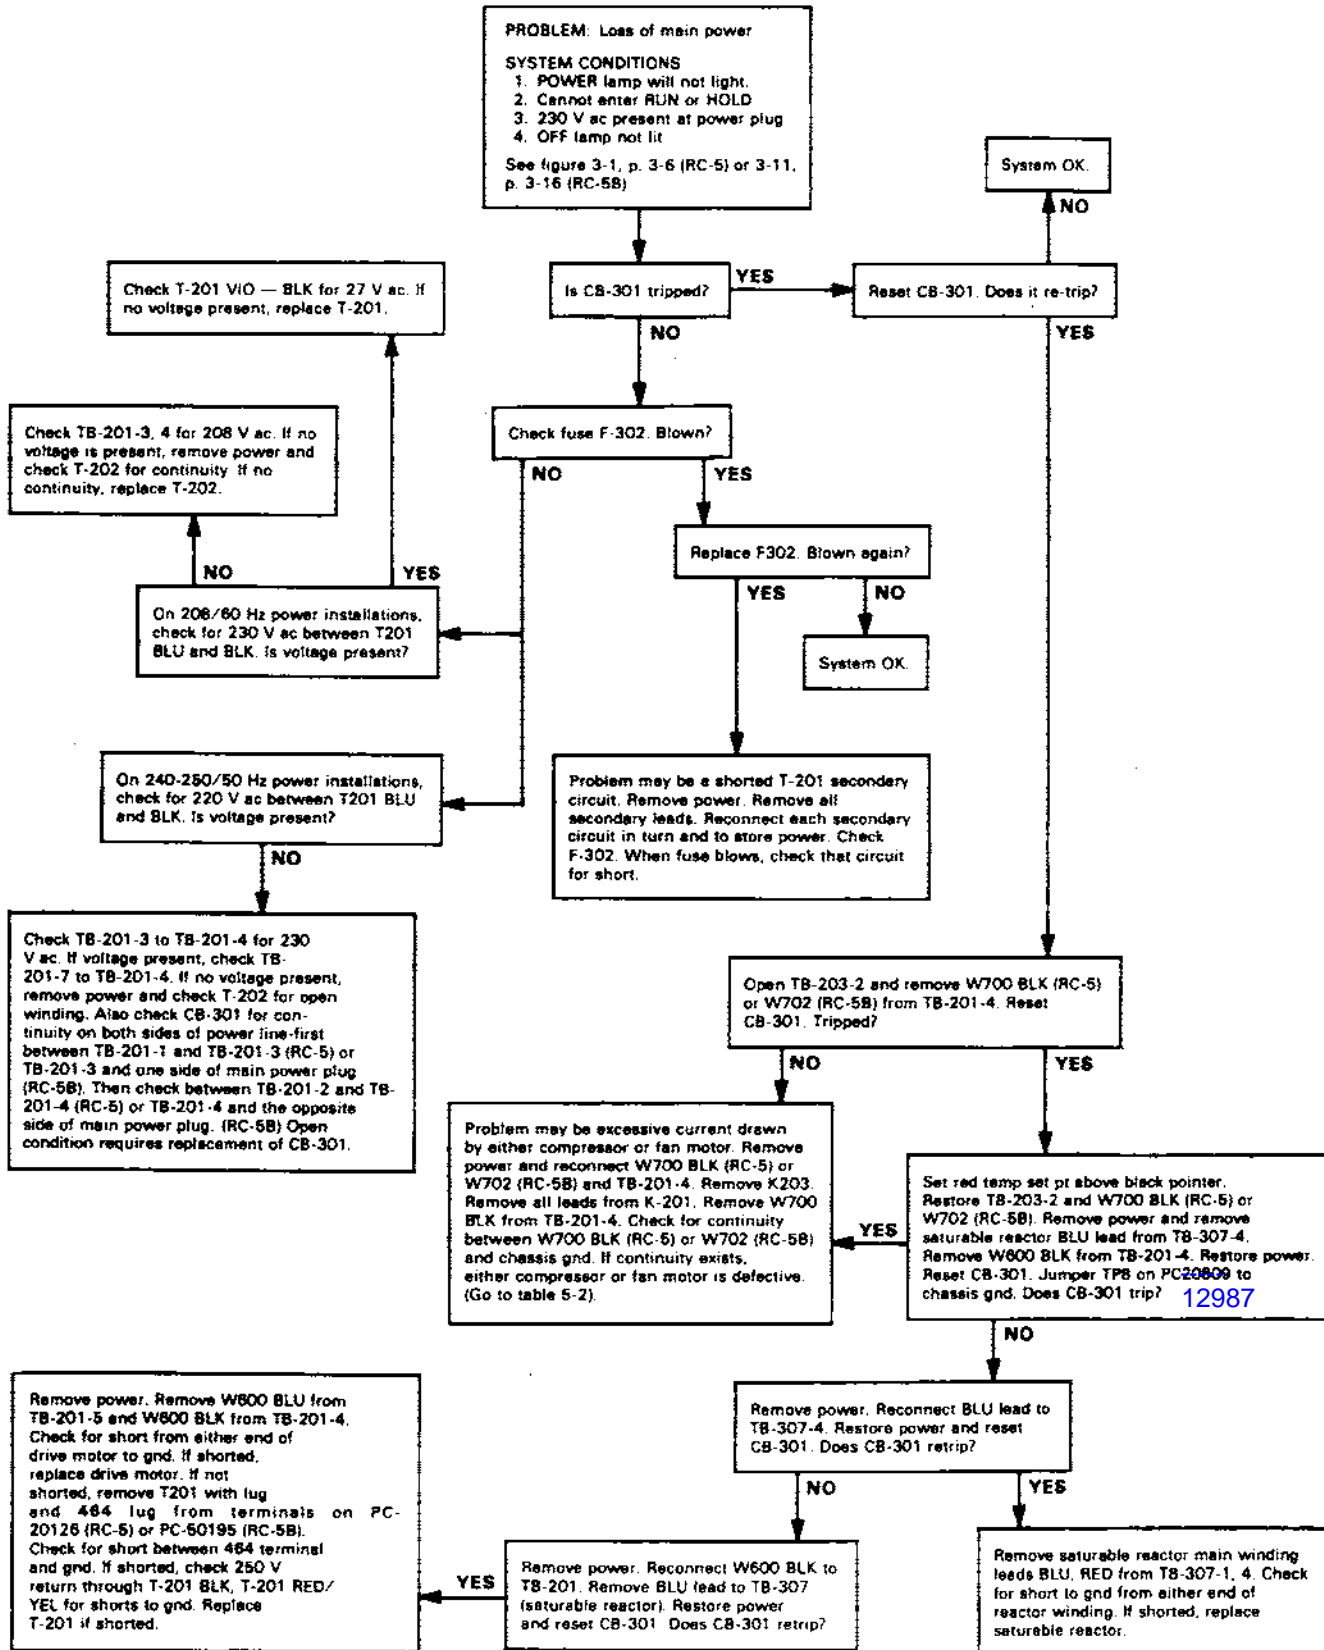 PROBLEM: Loss of main power
SYSTEM CONDITIONS
1. POWER lamp will not light.
2. Cannot enter RUN or HOLD
3. 230 V ac present at power plug
4. OFF lamp not lit
See figure 3-1, p. 3-6 (RC-5) or 3-11,
p. 3-16 (RC-5B)
System OK.
NO
Is CB-301 tripped?
YES
Reset CB-301. Does it re-trip?
NO
YES
Check T-201 VIO — BLK for 27 V ac. If
no voltage present, replace T-201.
Check TB-201-3, 4 for 208 V ac. If no
voltage is present, remove power and
check T-202 for continuity. If no
continuity, replace T-202.
Check fuse F-302. Blown?
NO
YES
Replace F302. Blown again?
YES
NO
System OK.
NO
YES
On 208/60 Hz power installations,
check for 230 V ac between T201
BLU and BLK. Is voltage present?
On 240-250/50 Hz power installations,
check for 220 V ac between T201 BLU
and BLK. Is voltage present?
NO
Problem may be a shorted T-201 secondary
circuit. Remove power. Remove all
secondary leads. Reconnect each secondary
circuit in turn and to store power. Check
F-302. When fuse blows, check that circuit
for short.
Check TB-201-3 to TB-201-4 for 230
V ac. If voltage present, check TB-
201-7 to TB-201-4. If no voltage present,
remove power and check T-202 for open
winding. Also check CB-301 for con-
tinuity on both sides of power line-first
between TB-201-1 and TB-201-3 (RC-5) or
TB-201-3 and one side of main power plug
(RC-5B). Then check between TB-201-2 and TB-
201-4 (RC-5) or TB-201-4 and the opposite
side of main power plug. (RC-5B) Open
condition requires replacement of CB-301.
Open TB-203-2 and remove W700 BLK (RC-5)
or W702 (RC-5B) from TB-201-4. Reset
CB-301. Tripped?
NO
YES
Problem may be excessive current drawn
by either compressor or fan motor. Remove
power and reconnect W700 BLK (RC-5) or
W702 (RC-5B) and TB-201-4. Remove K203.
Remove all leads from K-201. Remove W700
BLK from TB-201-4. Check for continuity
between W700 BLK (RC-5) or W702 (RC-5B)
and chassis gnd. If continuity exists,
either compressor or fan motor is defective.
(Go to table 5-2).
YES
Set red temp set pt above black pointer.
Restore TB-203-2 and W700 BLK (RC-5) or
W702 (RC-5B). Remove power and remove
saturable reactor BLU lead from TB-307-4.
Remove W600 BLK from TB-201-4. Restore power.
Reset CB-301. Jumper TP8 on PC20809 to
chassis gnd. Does CB-301 trip?
12987
NO
Remove power. Reconnect BLU lead to
TB-307-4. Restore power and reset
CB-301. Does CB-301 retrip?
NO
YES
Remove power. Remove W600 BLU from
TB-201-5 and W600 BLK from TB-201-4.
Check for short from either end of
drive motor to gnd. If shorted,
replace drive motor. If not
shorted, remove T201 with lug
and 464 lug from terminals on PC-
20126 (RC-5) or PC-50195 (RC-5B).
Check for short between 464 terminal
and gnd. If shorted, check 250 V
return through T-201 BLK, T-201 RED/
YEL for shorts to gnd. Replace
T-201 if shorted.
YES
Remove power. Reconnect W600 BLK to
TB-201. Remove BLU lead to TB-307
(saturable reactor). Restore power
and reset CB-301. Does CB-301 retrip?
Remove saturable reactor main winding
leads BLU, RED from TB-307-1, 4. Check
for short to gnd from either end of
reactor winding. If shorted, replace
saturable reactor.